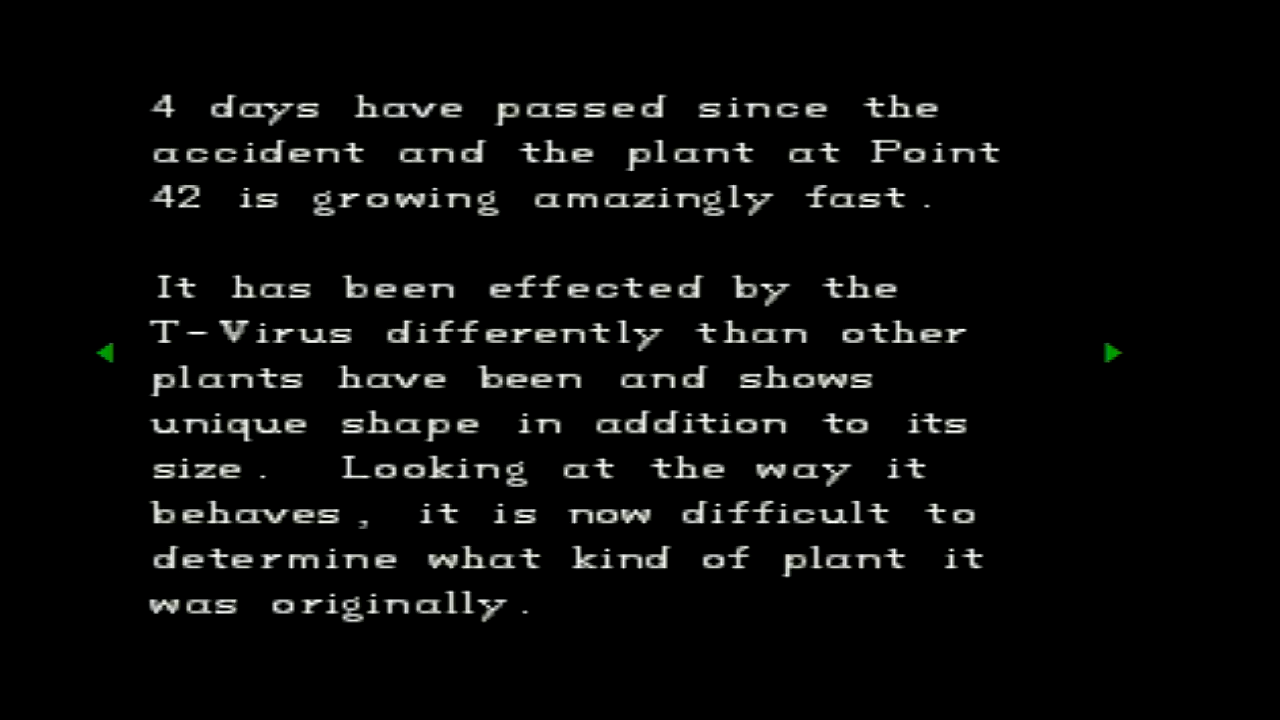 4 days have passed since the
accident and the plant at Point
42 is growing amazingly fast.
It has been effected by the
T-Virus differently than other
plants have been and shows
unique shape in addition to its
size. Looking at the way it
behaves, it is now difficult to
determine what kind of plant it
was originally.